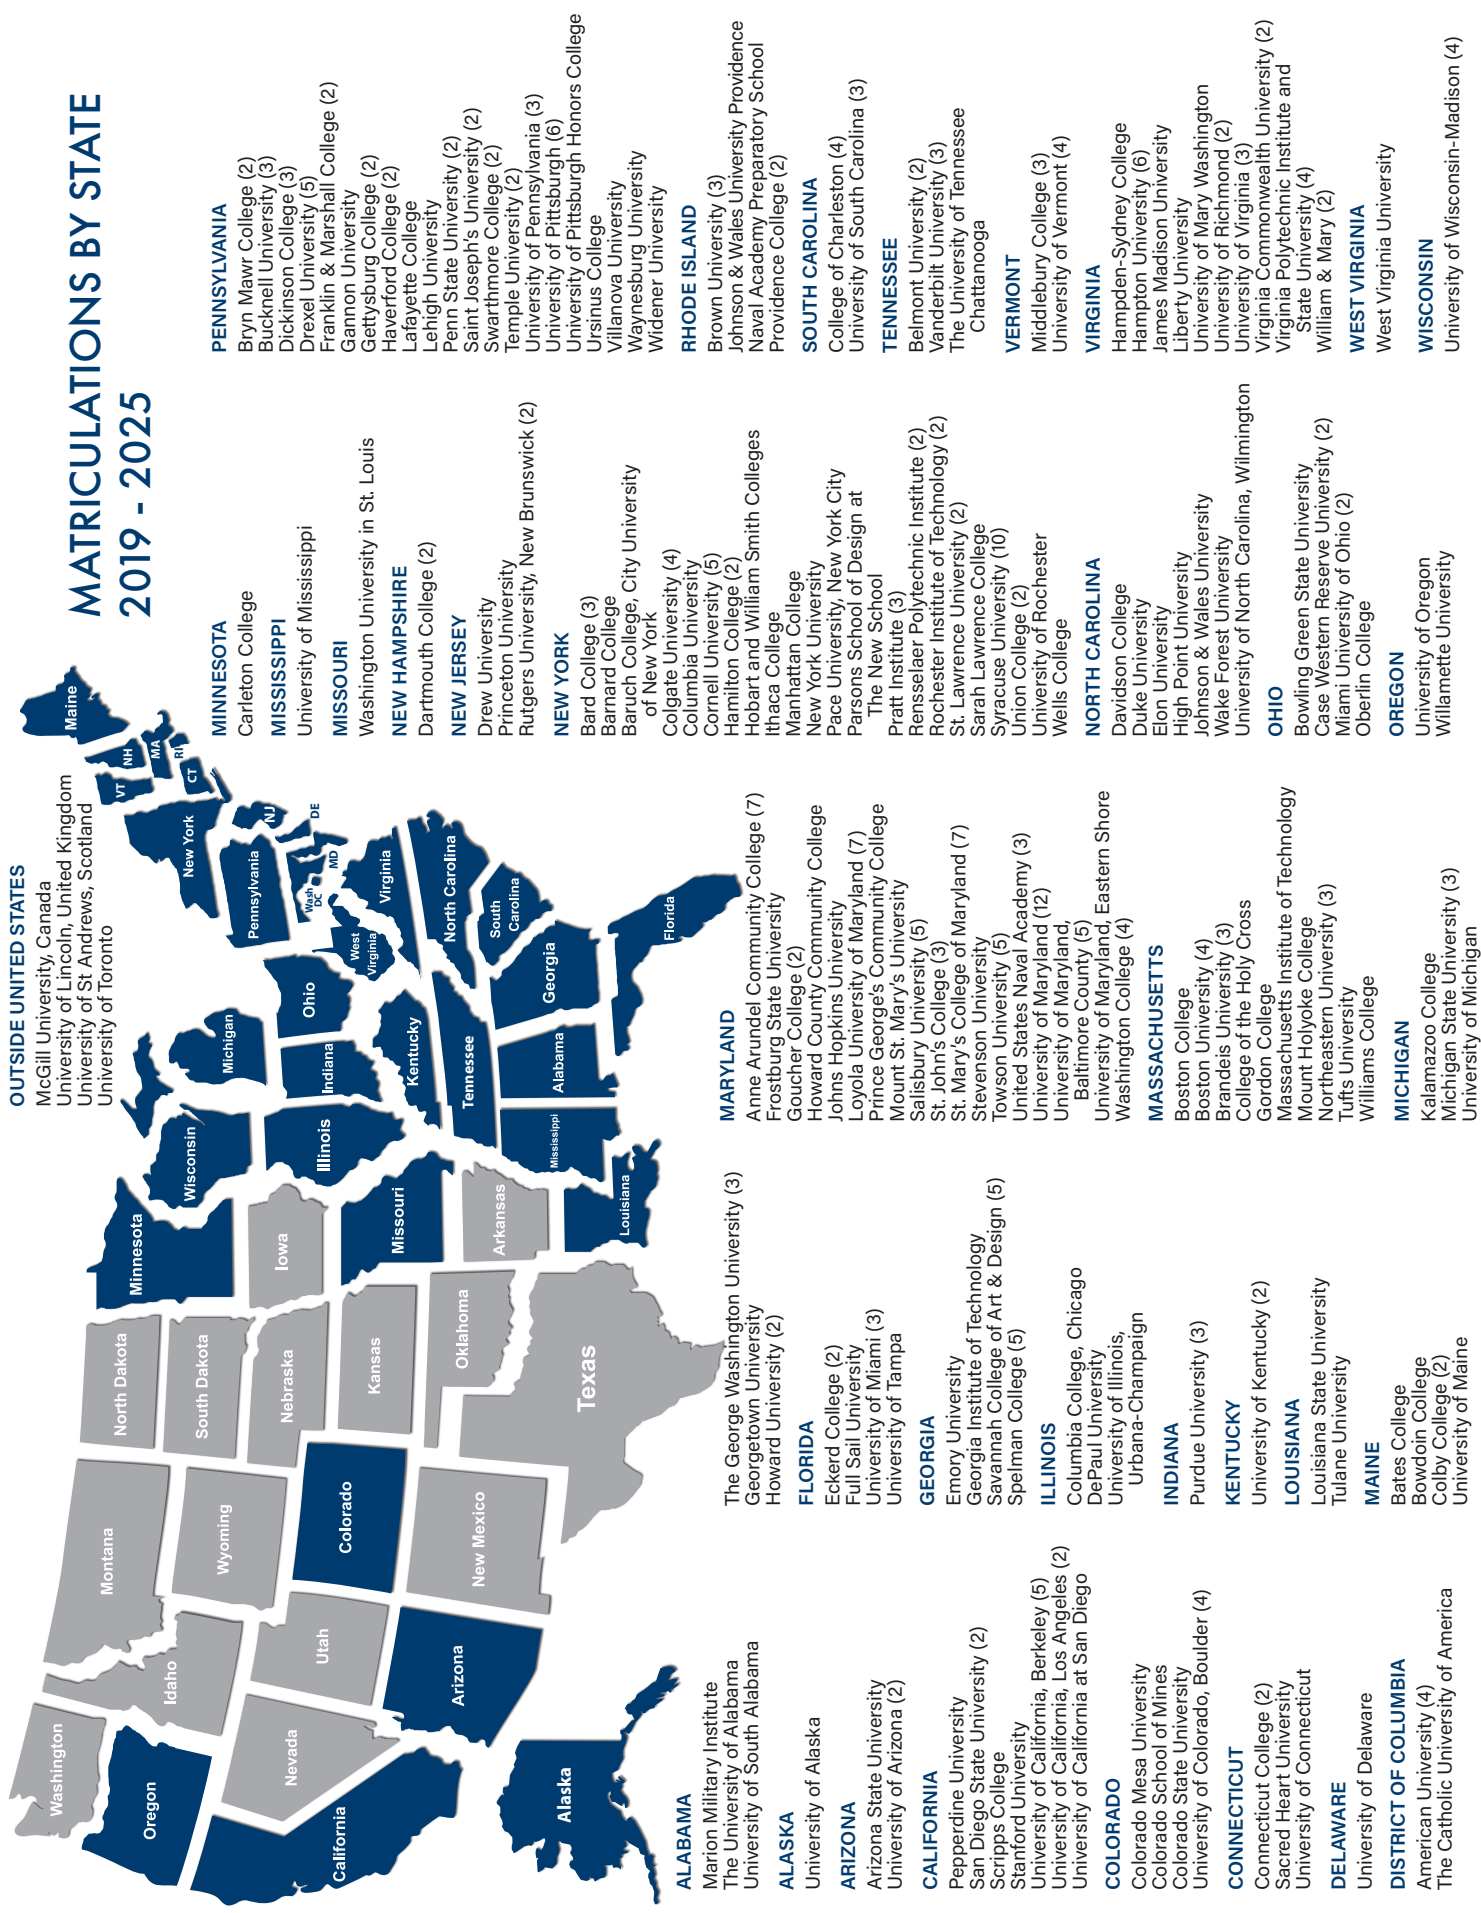 MATRICULATIONS BY STATE
2019 - 2025
Washington
Oregon
California
Nevada
Idaho
Montana
Wyoming
Utah
Colorado
Arizona
New Mexico
North Dakota
South Dakota
Nebraska
Kansas
Oklahoma
Texas
Minnesota
Iowa
Missouri
Arkansas
Louisiana
Wisconsin
Illinois
Michigan
Indiana
Ohio
Kentucky
Tennessee
Mississippi
Alabama
Georgia
Florida
South
Carolina
North Carolina
Virginia
West
Virginia
Wash
DC
MD
DE
Pennsylvania
NJ
New York
CT
RI
MA
VT
NH
Maine
Alaska
OUTSIDE UNITED STATES
McGill University, Canada
University of Lincoln, United Kingdom
University of St Andrews, Scotland
University of Toronto
ALABAMA
Marion Military Institute
The University of Alabama
University of South Alabama
ALASKA
University of Alaska
ARIZONA
Arizona State University
University of Arizona (2)
CALIFORNIA
Pepperdine University
San Diego State University (2)
Scripps College
Stanford University
University of California, Berkeley (5)
University of California, Los Angeles (2)
University of California at San Diego
COLORADO
Colorado Mesa University
Colorado School of Mines
Colorado State University
University of Colorado, Boulder (4)
CONNECTICUT
Connecticut College (2)
Sacred Heart University
University of Connecticut
DELAWARE
University of Delaware
DISTRICT OF COLUMBIA
American University (4)
The Catholic University of America
The George Washington University (3)
Georgetown University
Howard University (2)
FLORIDA
Eckerd College (2)
Full Sail University
University of Miami (3)
University of Tampa
GEORGIA
Emory University
Georgia Institute of Technology
Savannah College of Art & Design (5)
Spelman College (5)
ILLINOIS
Columbia College, Chicago
DePaul University
University of Illinois,
Urbana-Champaign
INDIANA
Purdue University (3)
KENTUCKY
University of Kentucky (2)
LOUISIANA
Louisiana State University
Tulane University
MAINE
Bates College
Bowdoin College
Colby College (2)
University of Maine
MARYLAND
Anne Arundel Community College (7)
Frostburg State University
Goucher College (2)
Howard County Community College
Johns Hopkins University
Loyola University of Maryland (7)
Prince George's Community College
Mount St. Mary's University
Salisbury University (5)
St. John's College (3)
St. Mary's College of Maryland (7)
Stevenson University
Towson University (5)
United States Naval Academy (3)
University of Maryland (12)
University of Maryland,
Baltimore County (5)
University of Maryland, Eastern Shore
Washington College (4)
MASSACHUSETTS
Boston College
Boston University (4)
Brandeis University (3)
College of the Holy Cross
Gordon College
Massachusetts Institute of Technology
Mount Holyoke College
Northeastern University (3)
Tufts University
Williams College
MICHIGAN
Kalamazoo College
Michigan State University (3)
University of Michigan
MINNESOTA
Carleton College
MISSISSIPPI
University of Mississippi
MISSOURI
Washington University in St. Louis
NEW HAMPSHIRE
Dartmouth College (2)
NEW JERSEY
Drew University
Princeton University
Rutgers University, New Brunswick (2)
NEW YORK
Bard College (3)
Barnard College
Baruch College, City University
of New York
Colgate University (4)
Columbia University
Cornell University (5)
Hamilton College (2)
Hobart and William Smith Colleges
Ithaca College
Manhattan College
New York University
Pace University, New York City
Parsons School of Design at
The New School
Pratt Institute (3)
Rensselaer Polytechnic Institute (2)
Rochester Institute of Technology (2)
St. Lawrence University (2)
Sarah Lawrence College
Syracuse University (10)
Union College (2)
University of Rochester
Wells College
NORTH CAROLINA
Davidson College
Duke University
Elon University
High Point University
Johnson & Wales University
Wake Forest University
University of North Carolina, Wilmington
OHIO
Bowling Green State University
Case Western Reserve University (2)
Miami University of Ohio (2)
Oberlin College
OREGON
University of Oregon
Willamette University
PENNSYLVANIA
Bryn Mawr College (2)
Bucknell University (3)
Dickinson College (3)
Drexel University (5)
Franklin & Marshall College (2)
Gannon University
Gettysburg College (2)
Haverford College (2)
Lafayette College
Lehigh University
Penn State University (2)
Saint Joseph's University (2)
Swarthmore College (2)
Temple University (2)
University of Pennsylvania (3)
University of Pittsburgh (6)
University of Pittsburgh Honors College
Ursinus College
Villanova University
Waynesburg University
Widener University
RHODE ISLAND
Brown University (3)
Johnson & Wales University Providence
Naval Academy Preparatory School
Providence College (2)
SOUTH CAROLINA
College of Charleston (4)
University of South Carolina (3)
TENNESSEE
Belmont University (2)
Vanderbilt University (3)
The University of Tennessee
Chattanooga
VERMONT
Middlebury College (3)
University of Vermont (4)
VIRGINIA
Hampden-Sydney College
Hampton University (6)
James Madison University
Liberty University
University of Mary Washington
University of Richmond (2)
University of Virginia (3)
Virginia Commonwealth University (2)
Virginia Polytechnic Institute and
State University (4)
William & Mary (2)
WEST VIRGINIA
West Virginia University
WISCONSIN
University of Wisconsin-Madison (4)